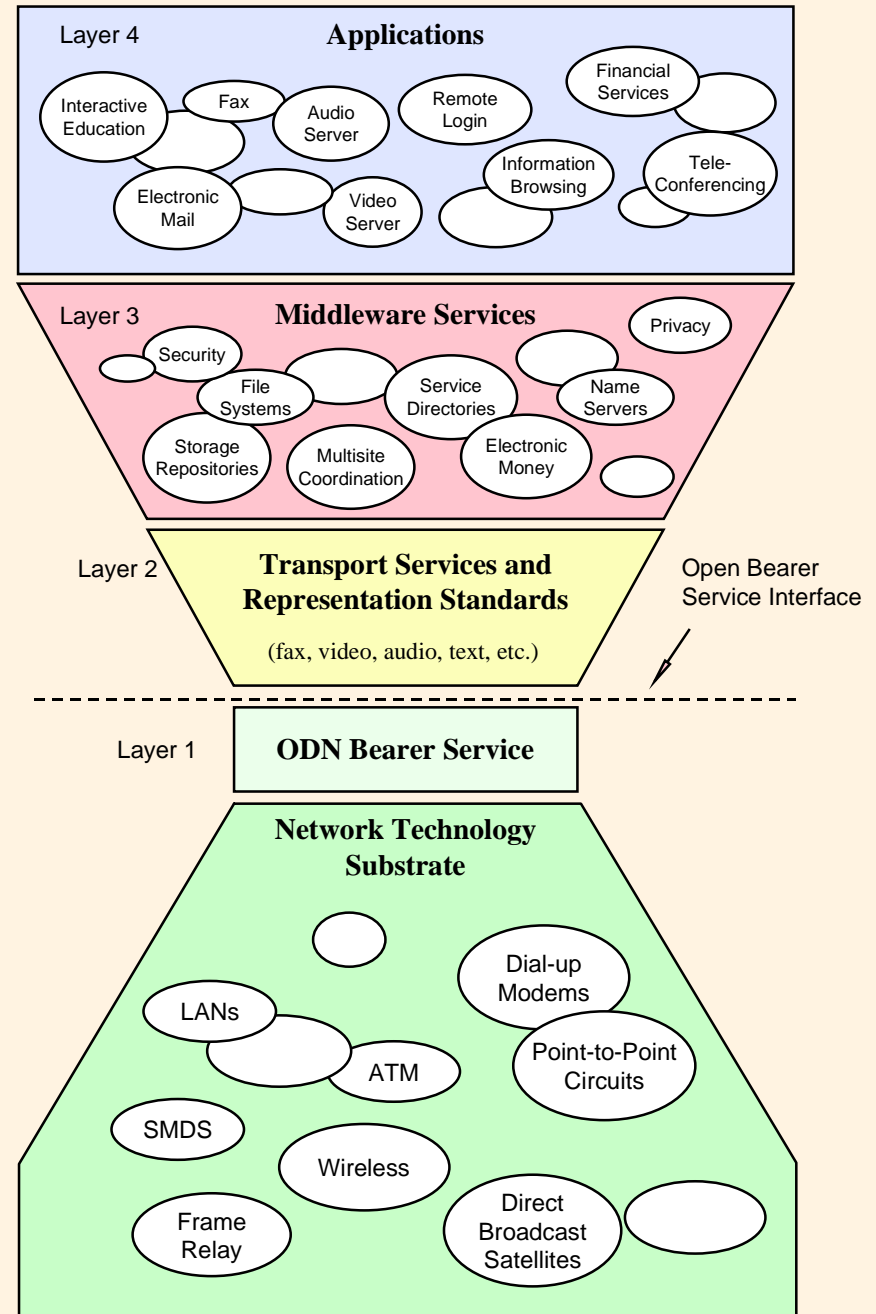 Layer 4
Applications
Interactive
Education
Fax
Audio
Server
Remote
Login
Financial
Services
Electronic
Mail
Video
Server
Information
Browsing
Tele-
Conferencing
Layer 3
Middleware Services
Privacy
Security
File
Systems
Service
Directories
Name
Servers
Storage
Repositories
Multisite
Coordination
Electronic
Money
Layer 2
Transport Services and
Representation Standards
(fax, video, audio, text, etc.)
Open Bearer
Service Interface
Layer 1
ODN Bearer Service
Network Technology
Substrate
Dial-up
Modems
LANs
ATM
Point-to-Point
Circuits
SMDS
Wireless
Frame
Relay
Direct
Broadcast
Satellites